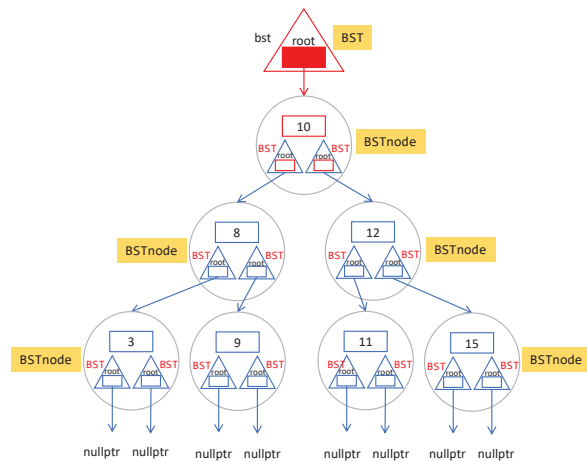 bst root BST
10
BST root root BST BSTnode
8 12
BSTnode BST root root BST BST root root BST BSTnode
3 9 11 15
BSTnode BST root root BST BST root root BST BST root root BST BST root root BST BSTnode
nullptr nullptr nullptr nullptr nullptr nullptr nullptr nullptr